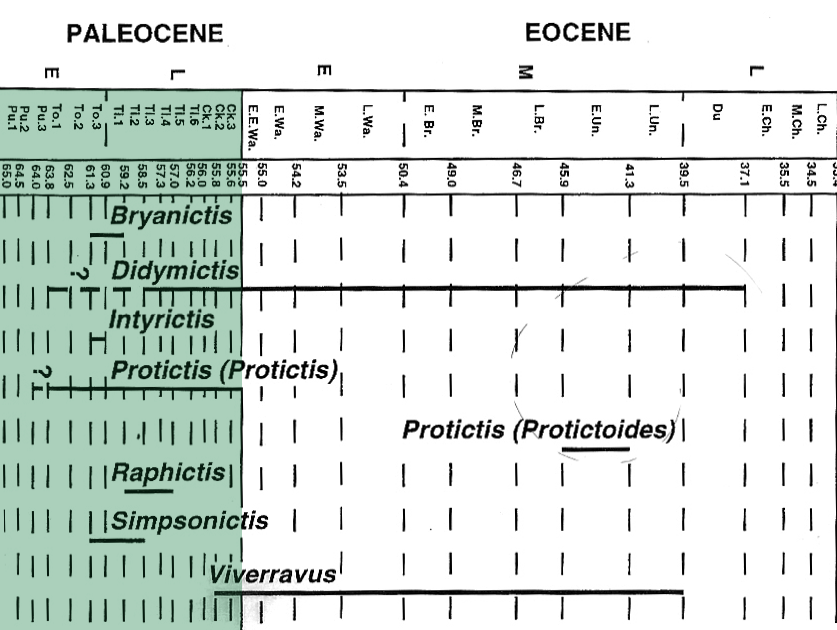 PALEOCENE EOCENE
E L E M L
Pu.1 Pu.2 Pu.3 To.1 To.2 To.3 Ti.1 Ti.2 Ti.3 Ti.4 Ti.5 Ti.6 Ck.1 Ck.2 Ck.3 E.E.Wa. E.Wa. M.Wa. L.Wa. E. Br. M.Br. L.Br. E.Un. L.Un. Du E.Ch. M.Ch. L.Ch.
65.0 64.5 64.0 63.8 62.5 61.3 60.9 59.2 58.5 57.3 57.0 56.2 56.0 55.8 55.6 55.5 55.0 54.2 53.5 50.4 49.0 46.7 45.9 41.3 39.5 37.1 35.5 34.5
Bryanictis
? Didymictis
Intyrictis
? Protictis (Protictis)
Protictis (Protictoides)
Raphictis
Simpsonictis
Viverravus